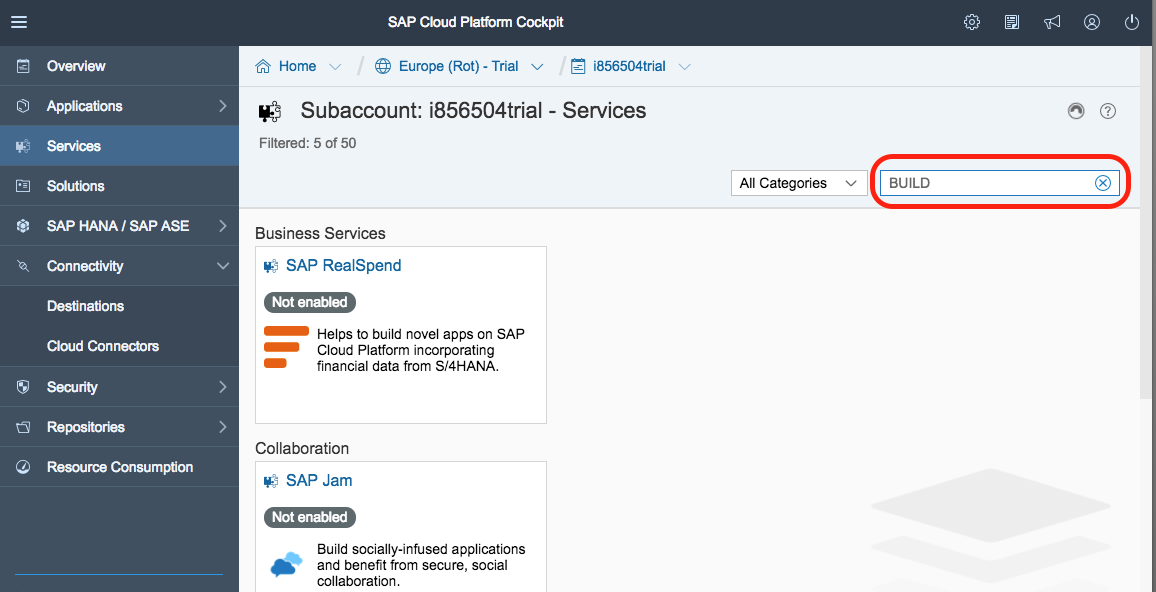 SAP Cloud Platform Cockpit
Overview
Applications
Services
Solutions
SAP HANA / SAP ASE
Connectivity
Destinations
Cloud Connectors
Security
Repositories
Resource Consumption
Home / Europe (Rot) - Trial / i856504trial
Subaccount: i856504trial - Services
Filtered: 5 of 50
All Categories
BUILD
Business Services
SAP RealSpend
Not enabled
Helps to build novel apps on SAP
Cloud Platform incorporating
financial data from S/4HANA.
Collaboration
SAP Jam
Not enabled
Build socially-infused applications
and benefit from secure, social
collaboration.